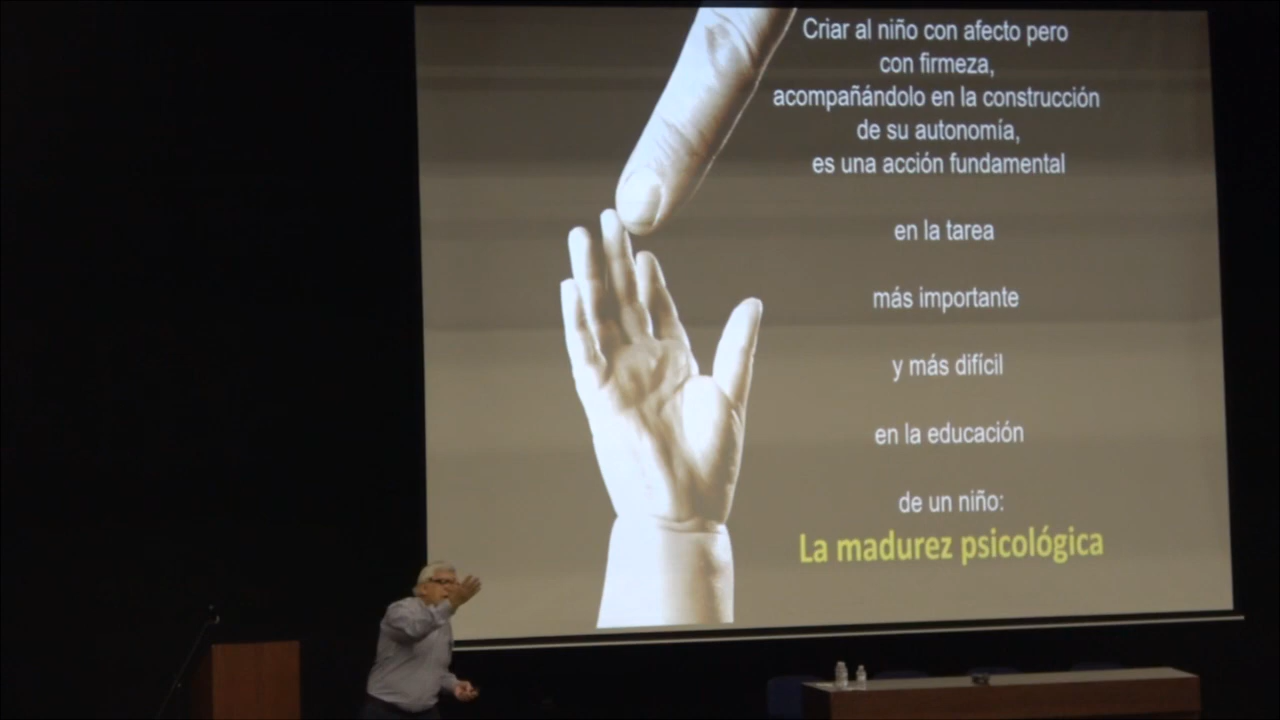 Criar al niño con afecto pero
con firmeza,
acompañándolo en la construcción
de su autonomía,
es una acción fundamental
en la tarea
más importante
y más difícil
en la educación
de un niño:
La madurez psicológica